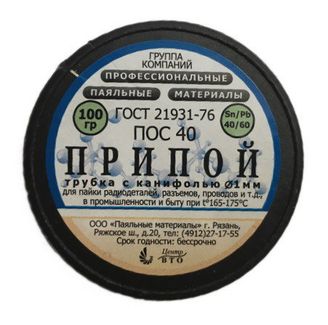 ГРУППА
КОМПАНИЙ
ПРОФЕССИОНАЛЬНЫЕ
ПАЯЛЬНЫЕ МАТЕРИАЛЫ
100 гр
ГОСТ 21931-76
Sn/Pb 40/60
ПОС 40
ПРИПОЙ
трубка с канифолью Ø1мм
для пайки радиодеталей, разъемов, проводов и т.д.,
в промышленности и быту при t°165-175°C
ООО «Паяльные материалы» г. Рязань,
Ряжское ш., д.20, тел: (4912)27-17-55
Срок годности: бессрочно
Центр
ВТО